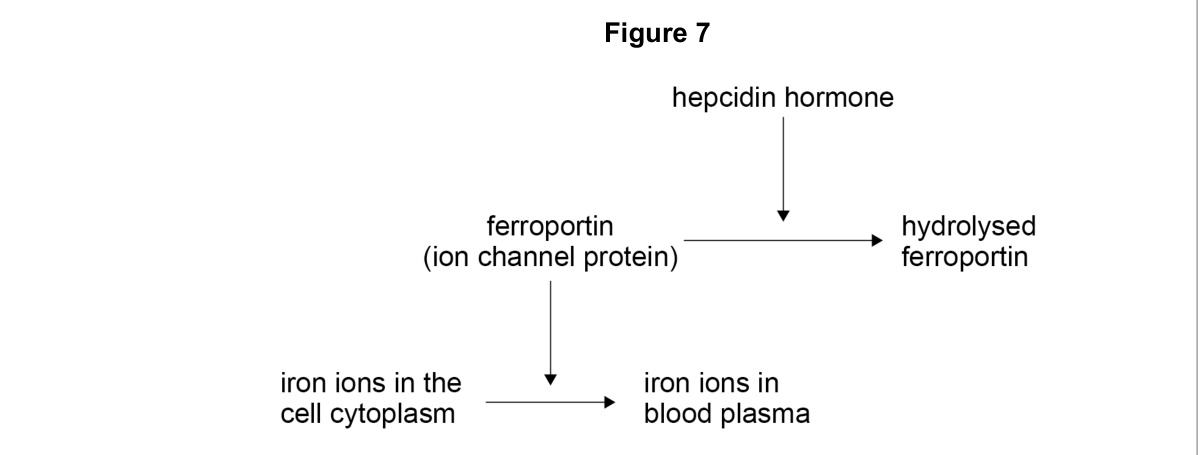 Figure 7
hepcidin hormone
ferroportin
(ion channel protein)
hydrolysed
ferroportin
iron ions in the
cell cytoplasm
iron ions in
blood plasma